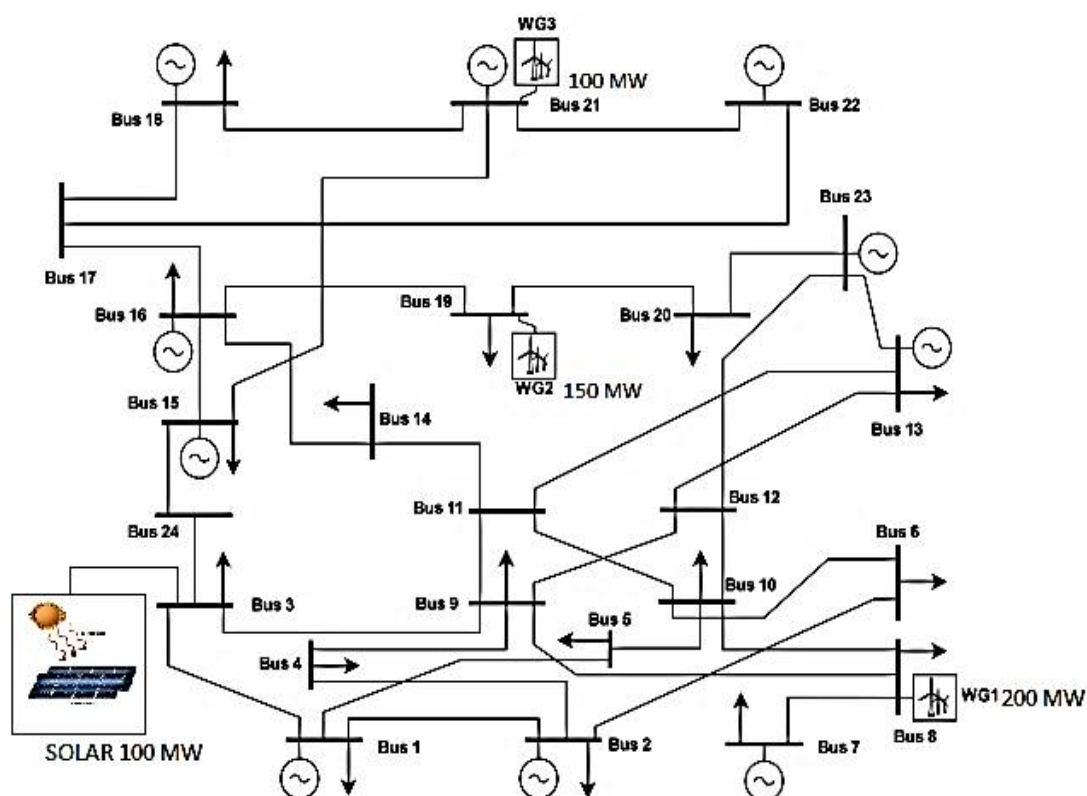 WG3
100 MW
Bus 18
Bus 21
Bus 22
Bus 23
Bus 17
Bus 16
Bus 19
Bus 20
WG2 150 MW
Bus 15
Bus 14
Bus 13
Bus 11
Bus 12
Bus 24
Bus 6
Bus 3
Bus 9
Bus 10
Bus 5
Bus 4
WG1 200 MW
SOLAR 100 MW
Bus 1
Bus 2
Bus 7
Bus 8